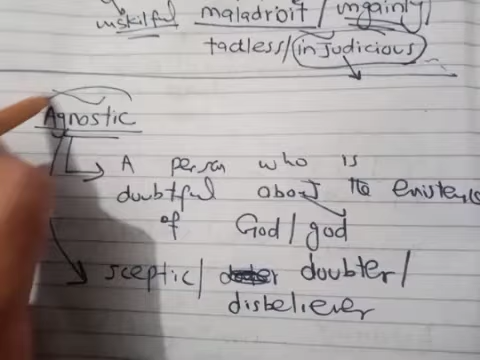 unskilful maladroit / ungainly /
tactless / injudicious
Agnostic
A person who is
doubtful about the existence
of God / god
sceptic / doubter /
disbeliever